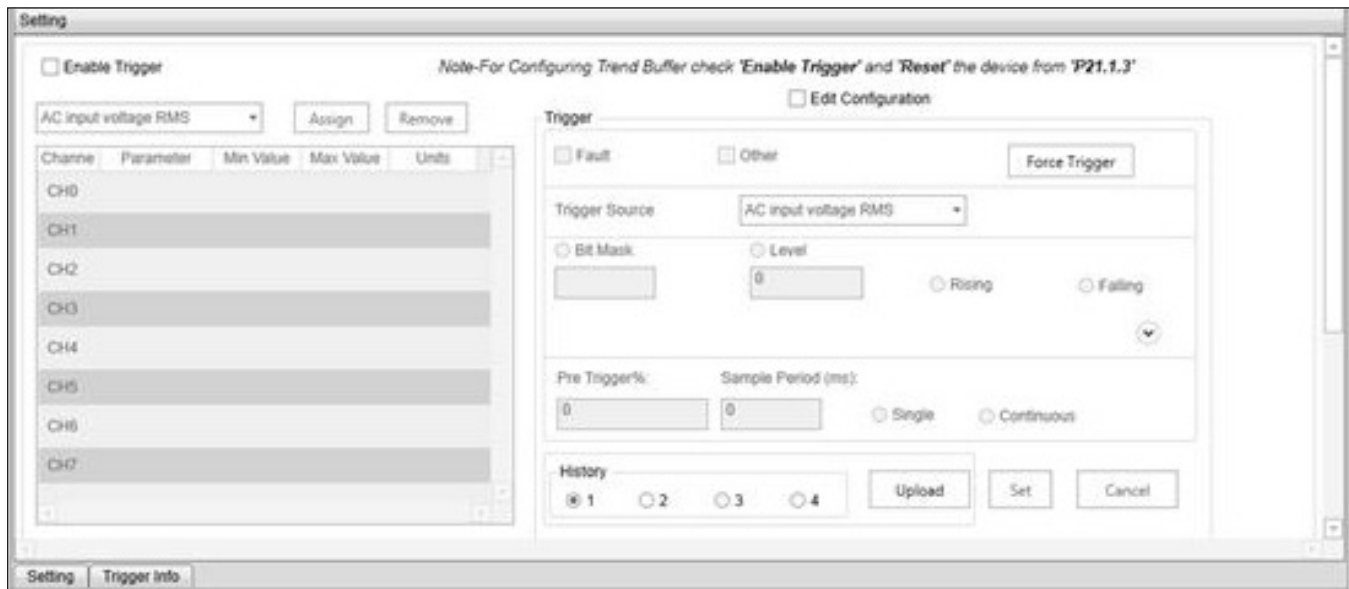 Setting
Enable Trigger
Note-For Configuring Trend Buffer check 'Enable Trigger' and 'Reset' the device from 'P21.1.3'
Edit Configuration
AC input voltage RMS Assign Remove
Channe Parameter Min Value Max Value Units
CH0
CH1
CH2
CH3
CH4
CH5
CH6
CH7
Trigger
Fault Other Force Trigger
Trigger Source AC input voltage RMS
Bit Mask Level
0 Rising Falling
Pre Trigger%: Sample Period (ms):
0 0 Single Continuous
History
1 2 3 4 Upload Set Cancel
Setting Trigger Info